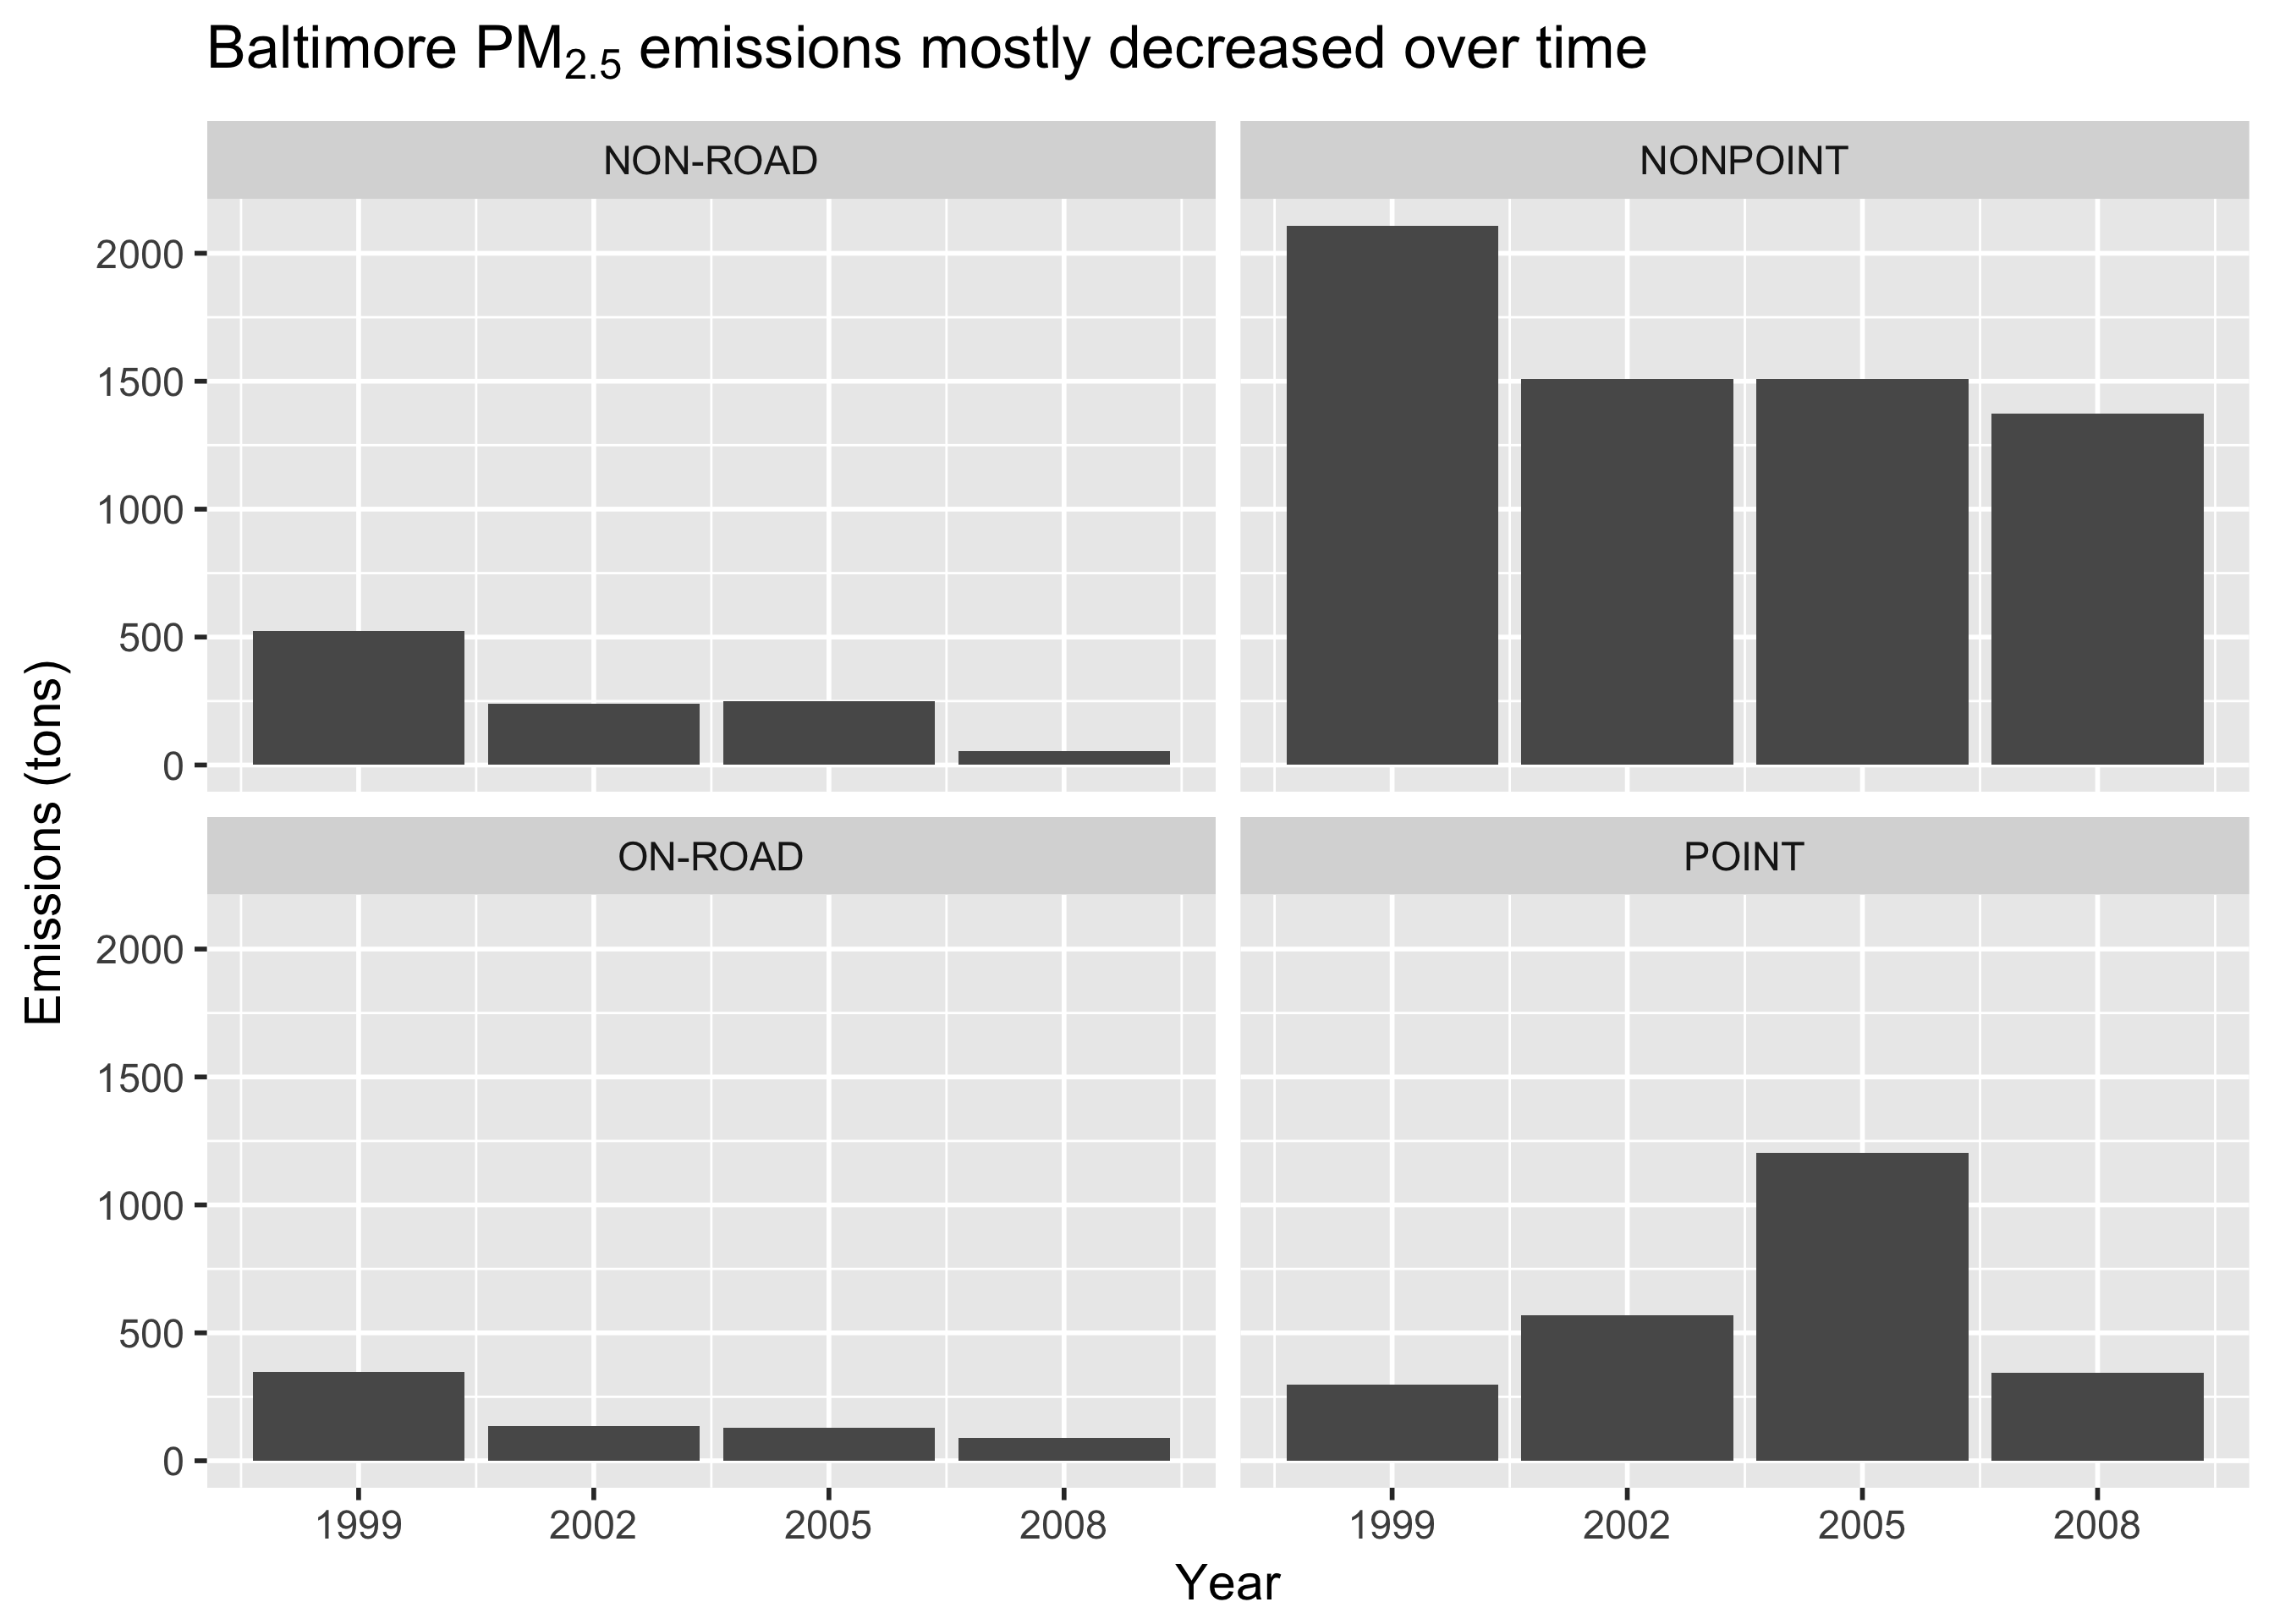 Baltimore PM2.5 emissions mostly decreased over time
NON-ROAD
NONPOINT
2000
1500
1000
500
0
ON-ROAD
POINT
2000
1500
1000
500
0
Emissions (tons)
1999 2002 2005 2008
1999 2002 2005 2008
Year